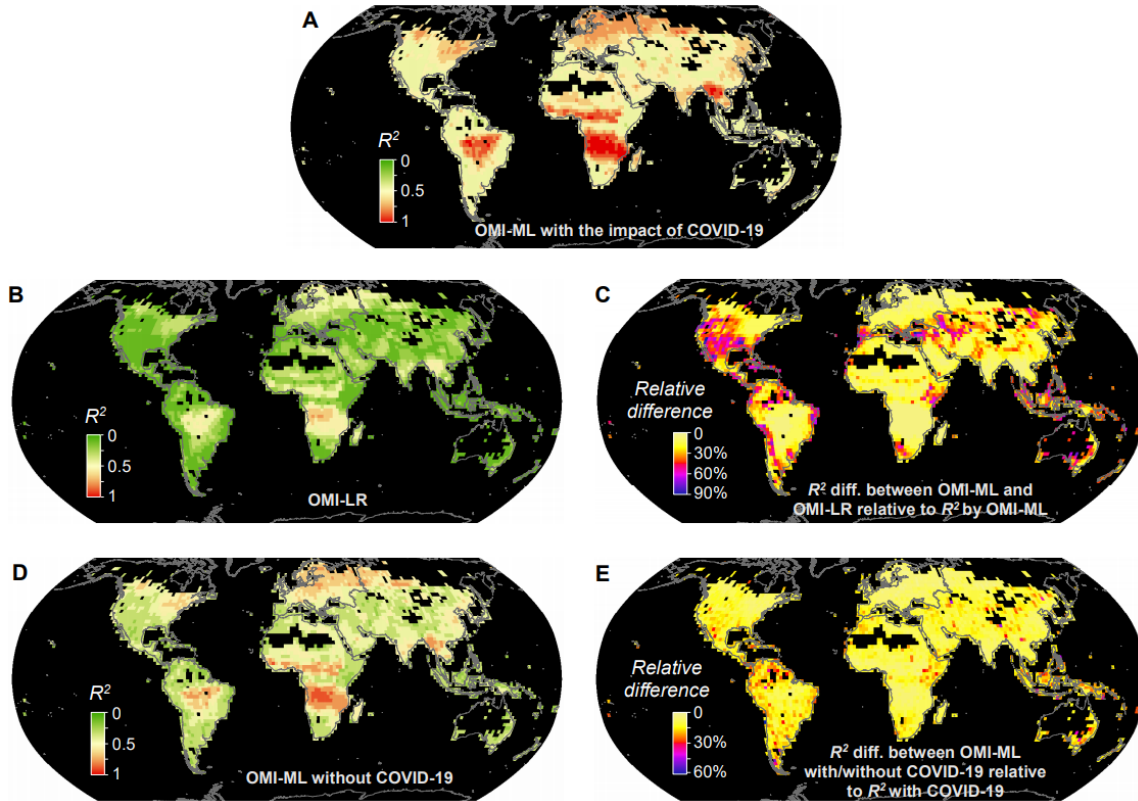 A
R²
0
0.5
1
OMI-ML with the impact of COVID-19
B
R²
0
0.5
1
OMI-LR
C
Relative
difference
0
30%
60%
90%
R² diff. between OMI-ML and
OMI-LR relative to R² by OMI-ML
D
R²
0
0.5
1
OMI-ML without COVID-19
E
Relative
difference
0
30%
60%
R² diff. between OMI-ML
with/without COVID-19 relative
to R² with COVID-19